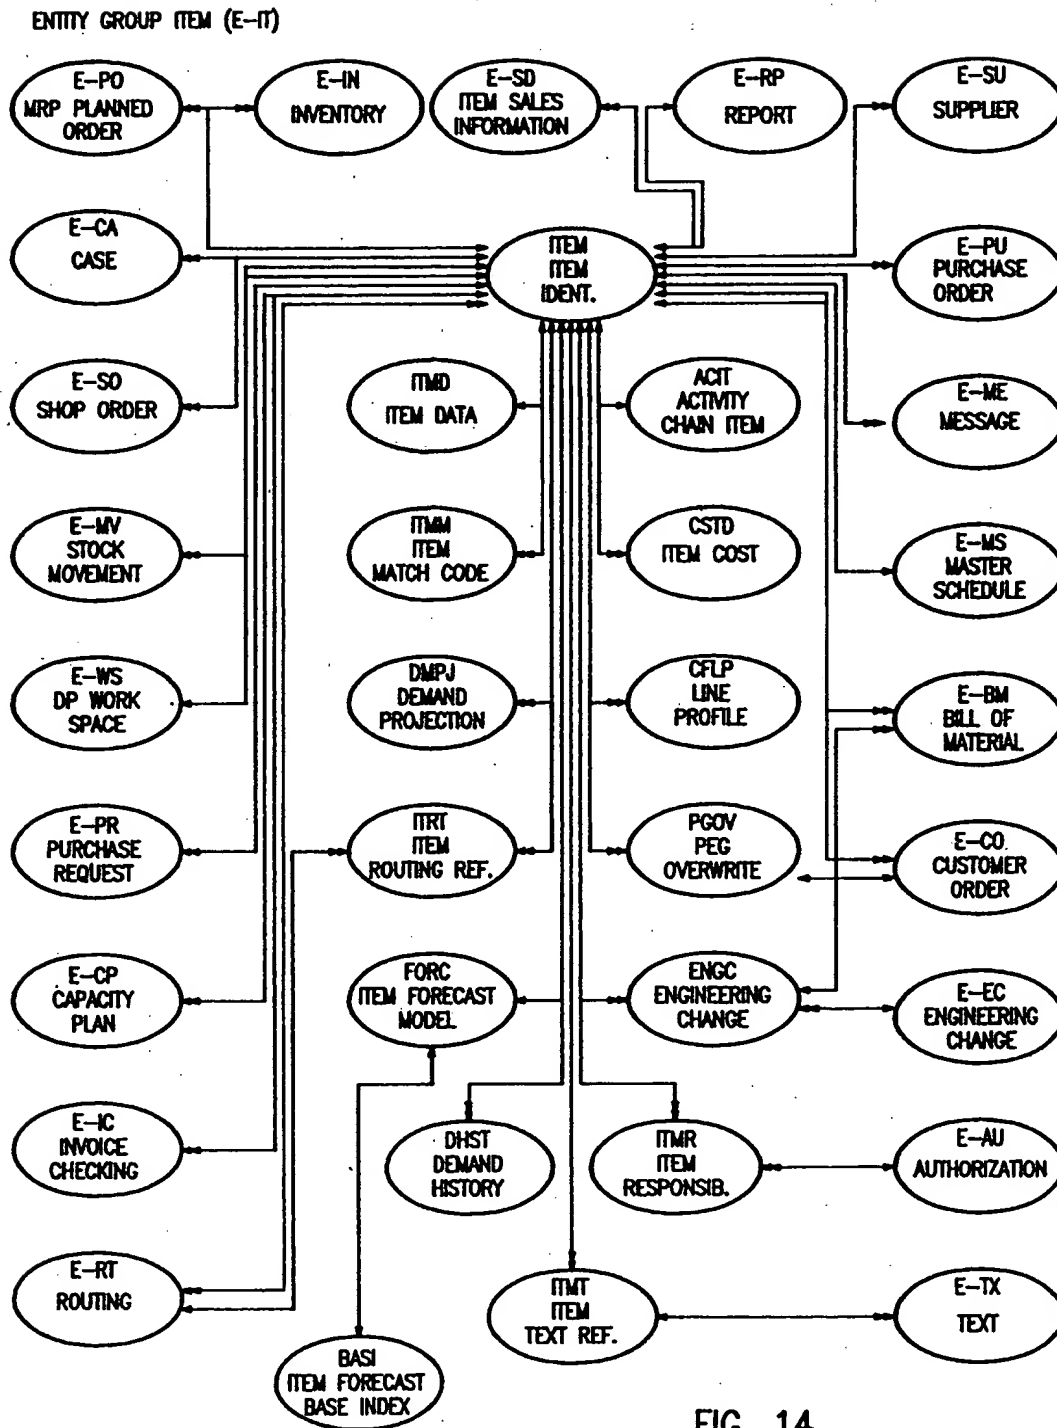 ENTITY GROUP ITEM (E-IT)
E-PO
MRP PLANNED
ORDER
E-IN
INVENTORY
E-SD
ITEM SALES
INFORMATION
E-RP
REPORT
E-SU
SUPPLIER
E-CA
CASE
ITEM
ITEM
IDENT.
E-PU
PURCHASE
ORDER
E-SO
SHOP ORDER
ITMD
ITEM DATA
ACIT
ACTIVITY
CHAIN ITEM
E-ME
MESSAGE
E-MV
STOCK
MOVEMENT
ITMM
ITEM
MATCH CODE
CSTD
ITEM COST
E-MS
MASTER
SCHEDULE
E-WS
DP WORK
SPACE
DMPJ
DEMAND
PROJECTION
CFLP
LINE
PROFILE
E-BM
BILL OF
MATERIAL
E-PR
PURCHASE
REQUEST
ITRT
ITEM
ROUTING REF.
PGOV
PEG
OVERWRITE
E-CO
CUSTOMER
ORDER
E-CP
CAPACITY
PLAN
FORC
ITEM FORECAST
MODEL
ENGC
ENGINEERING
CHANGE
E-EC
ENGINEERING
CHANGE
E-IC
INVOICE
CHECKING
DHST
DEMAND
HISTORY
ITMR
ITEM
RESPONSIB.
E-AU
AUTHORIZATION
E-RT
ROUTING
ITMT
ITEM
TEXT REF.
E-TX
TEXT
BASI
ITEM FORECAST
BASE INDEX
FIG. 14